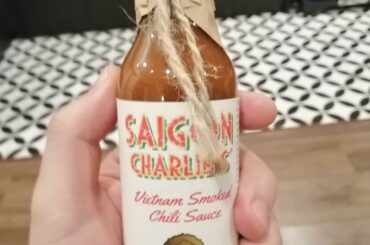 SAIGON
CHARLIE'S
Vietnam Smoked
Chili Sauce